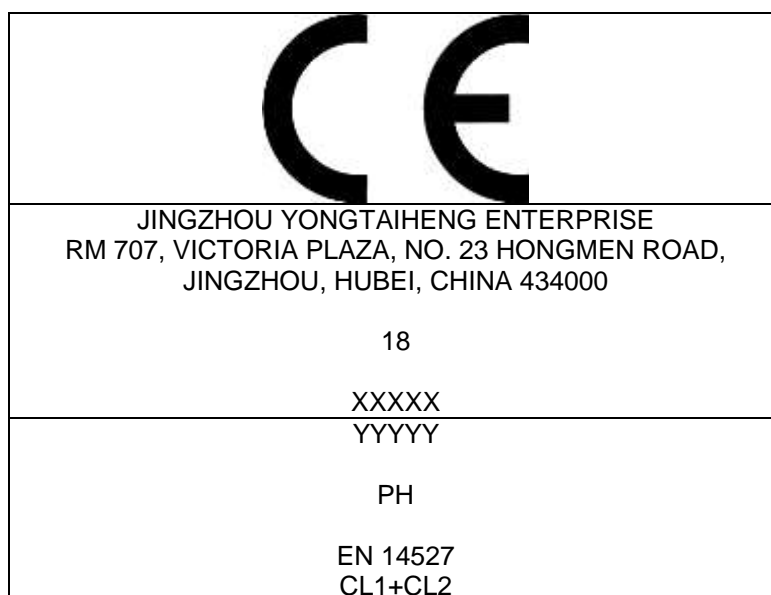 CE
JINGZHOU YONGTAIHENG ENTERPRISE
RM 707, VICTORIA PLAZA, NO. 23 HONGMEN ROAD,
JINGZHOU, HUBEI, CHINA 434000
18
XXXXX
YYYYY
PH
EN 14527
CL1+CL2